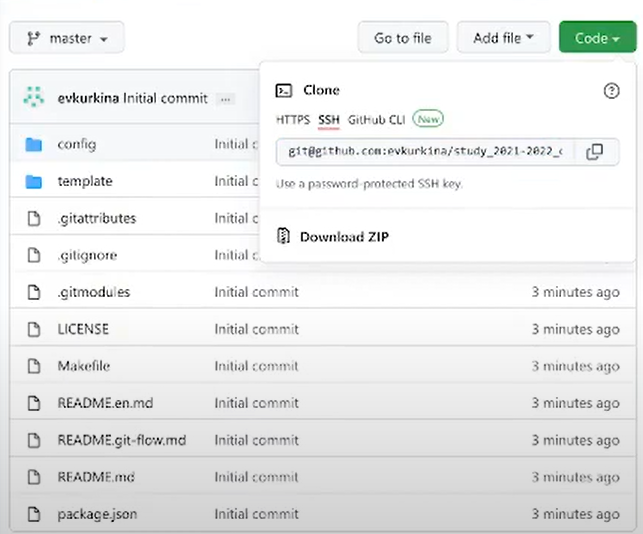 master
Go to file
Add file
Code
evkurkina Initial commit ...
Clone
HTTPS SSH GitHub CLI New
git@github.com:evkurkina/study_2021-2022_
Use a password-protected SSH key.
Download ZIP
config Initial
template Initial
.gitattributes Initial
.gitignore Initial
.gitmodules Initial commit 3 minutes ago
LICENSE Initial commit 3 minutes ago
Makefile Initial commit 3 minutes ago
README.en.md Initial commit 3 minutes ago
README.git-flow.md Initial commit 3 minutes ago
README.md Initial commit 3 minutes ago
package.json Initial commit 3 minutes ago